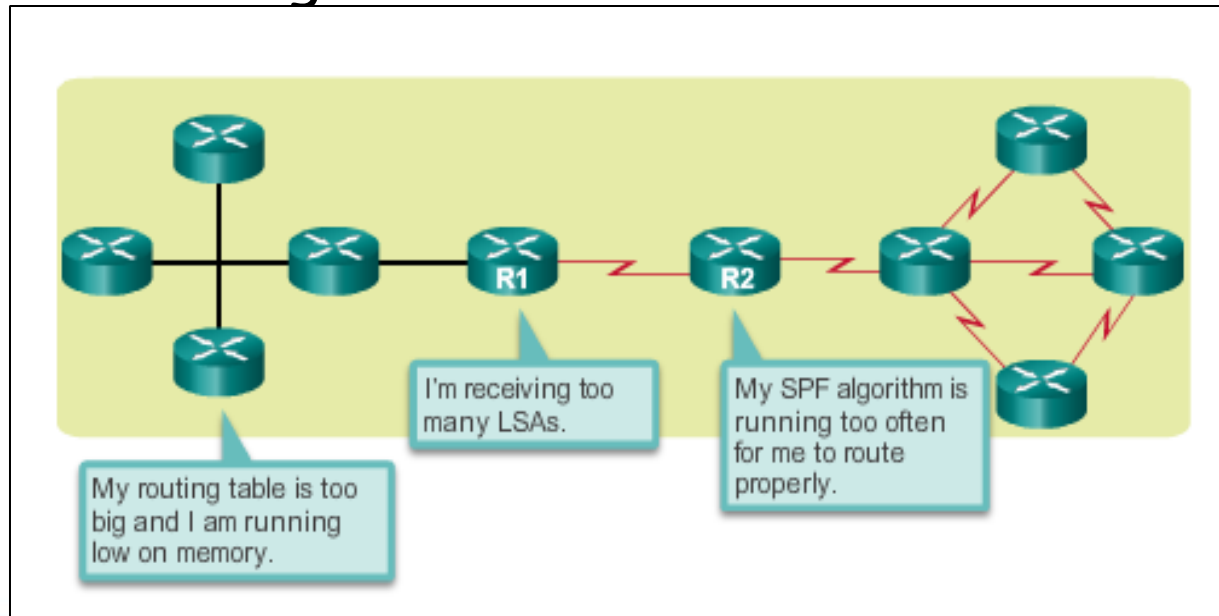 R1
R2
I'm receiving too
many LSAs.
My SPF algorithm is
running too often
for me to route
properly.
My routing table is too
big and I am running
low on memory.